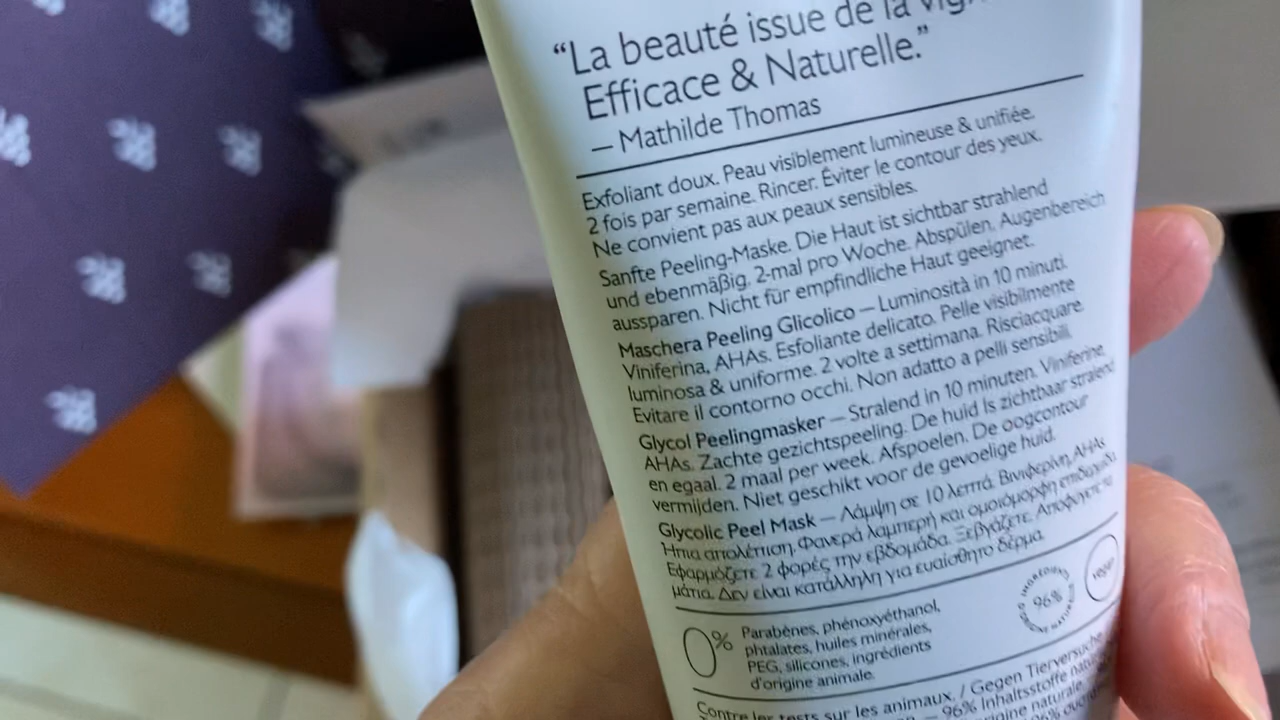 “La beauté issue de la vign
Efficace & Naturelle.”
— Mathilde Thomas
Exfoliant doux. Peau visiblement lumineuse & unifiée.
2 fois par semaine. Rincer. Éviter le contour des yeux.
Ne convient pas aux peaux sensibles.
Sanfte Peeling-Maske. Die Haut ist sichtbar strahlend
und ebenmäßig. 2-mal pro Woche. Abspülen. Augenbereich
aussparen. Nicht für empfindliche Haut geeignet.
Maschera Peeling Glicolico — Luminosità in 10 minuti.
Viniferina, AHAs. Esfoliante delicato. Pelle visibilmente
luminosa & uniforme. 2 volte a settimana. Risciacquare.
Evitare il contorno occhi. Non adatto a pelli sensibili.
Glycol Peelingmasker — Stralend in 10 minuten. Viniferine,
AHAs. Zachte gezichtspeeling. De huid is zichtbaar stralend
en egaal. 2 maal per week. Afspoelen. De oogcontour
vermijden. Niet geschikt voor de gevoelige huid.
Glycolic Peel Mask — Λάμψη σε 10 λεπτά. Βινιφερίνη, AHAs.
Ήπια απολέπιση. Φανερά λαμπερή και ομοιόμορφη επιδερμίδα.
Εφαρμόζετε 2 φορές την εβδομάδα. Ξεβγάζετε. Αποφύγετε τα
μάτια. Δεν είναι κατάλληλη για ευαίσθητο δέρμα.
0%
Parabènes, phénoxyéthanol,
phtalates, huiles minérales,
PEG, silicones, ingrédients
d'origine animale.
96%
vegan
Contre les tests sur les animaux. / Gegen Tierversuche
— 96% Inhaltsstoffe natü
origine naturale.
96%